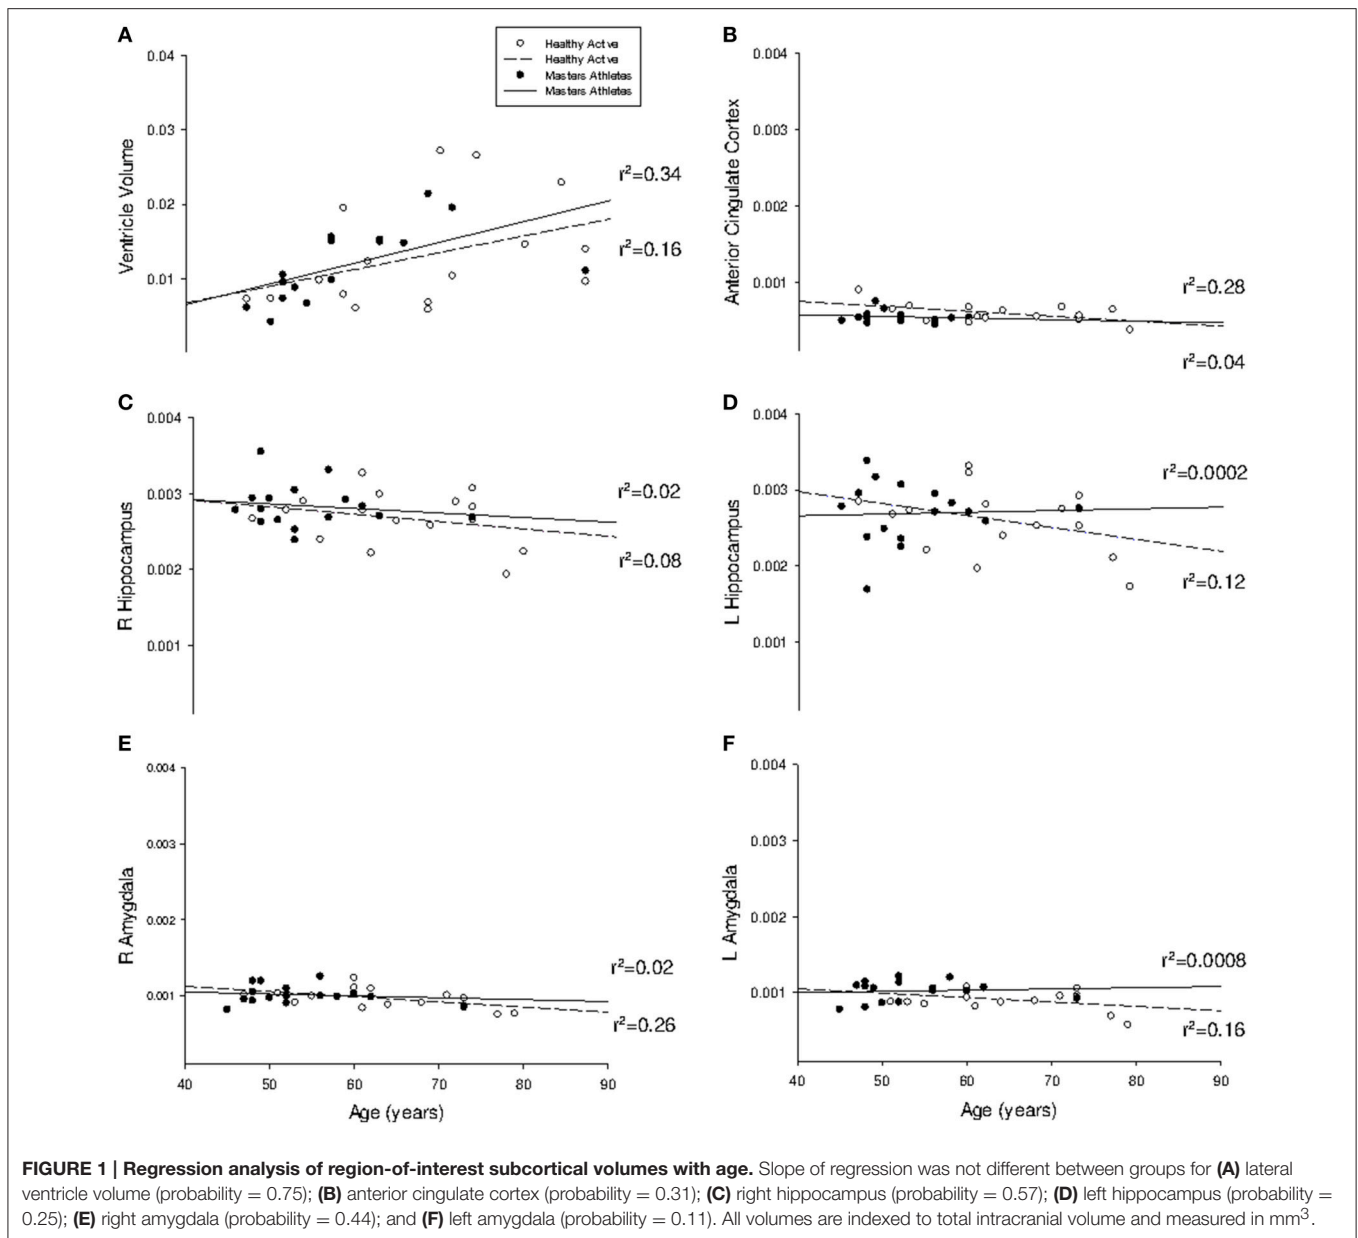 A
Healthy Active
Healthy Active
Masters Athletes
Masters Athletes
0.04
0.03
0.02
0.01
Ventricle Volume
r²=0.34
r²=0.16
B
0.004
0.003
0.002
0.001
Anterior Cingulate Cortex
r²=0.28
r²=0.04
C
0.004
0.003
0.002
0.001
R Hippocampus
r²=0.02
r²=0.08
D
0.004
0.003
0.002
0.001
L Hippocampus
r²=0.0002
r²=0.12
E
0.004
0.003
0.002
0.001
R Amygdala
r²=0.02
r²=0.26
40 50 60 70 80 90
Age (years)
F
0.004
0.003
0.002
0.001
L Amygdala
r²=0.0008
r²=0.16
40 50 60 70 80 90
Age (years)
FIGURE 1 | Regression analysis of region-of-interest subcortical volumes with age. Slope of regression was not different between groups for (A) lateral
ventricle volume (probability = 0.75); (B) anterior cingulate cortex (probability = 0.31); (C) right hippocampus (probability = 0.57); (D) left hippocampus (probability =
0.25); (E) right amygdala (probability = 0.44); and (F) left amygdala (probability = 0.11). All volumes are indexed to total intracranial volume and measured in mm³.